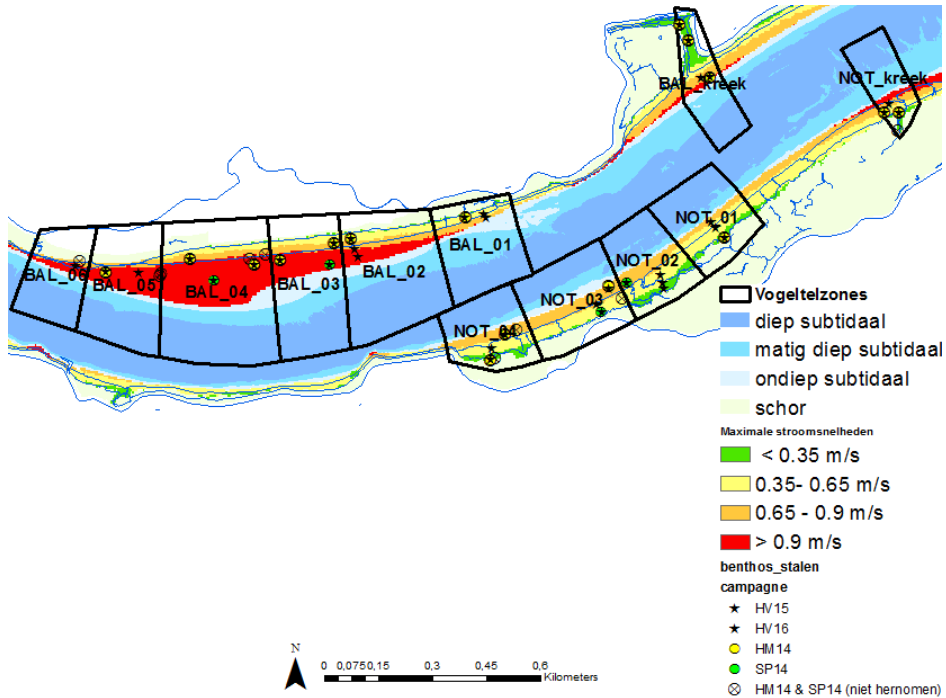 BAL_kreek
NOT_kreek
NOT_01
BAL_01
BAL_02
BAL_03
BAL_04
BAL_05
BAL_06
NOT_02
NOT_03
NOT_04
Vogeltelzones
diep subtidaal
matig diep subtidaal
ondiep subtidaal
schor
Maximale stroomsnelheden
< 0.35 m/s
0.35- 0.65 m/s
0.65 - 0.9 m/s
> 0.9 m/s
benthos_stalen
campagne
HV15
HV16
HM14
SP14
HM14 & SP14 (niet hernomen)
N
0 0,075 0,15 0,3 0,45 0,6
Kilometers